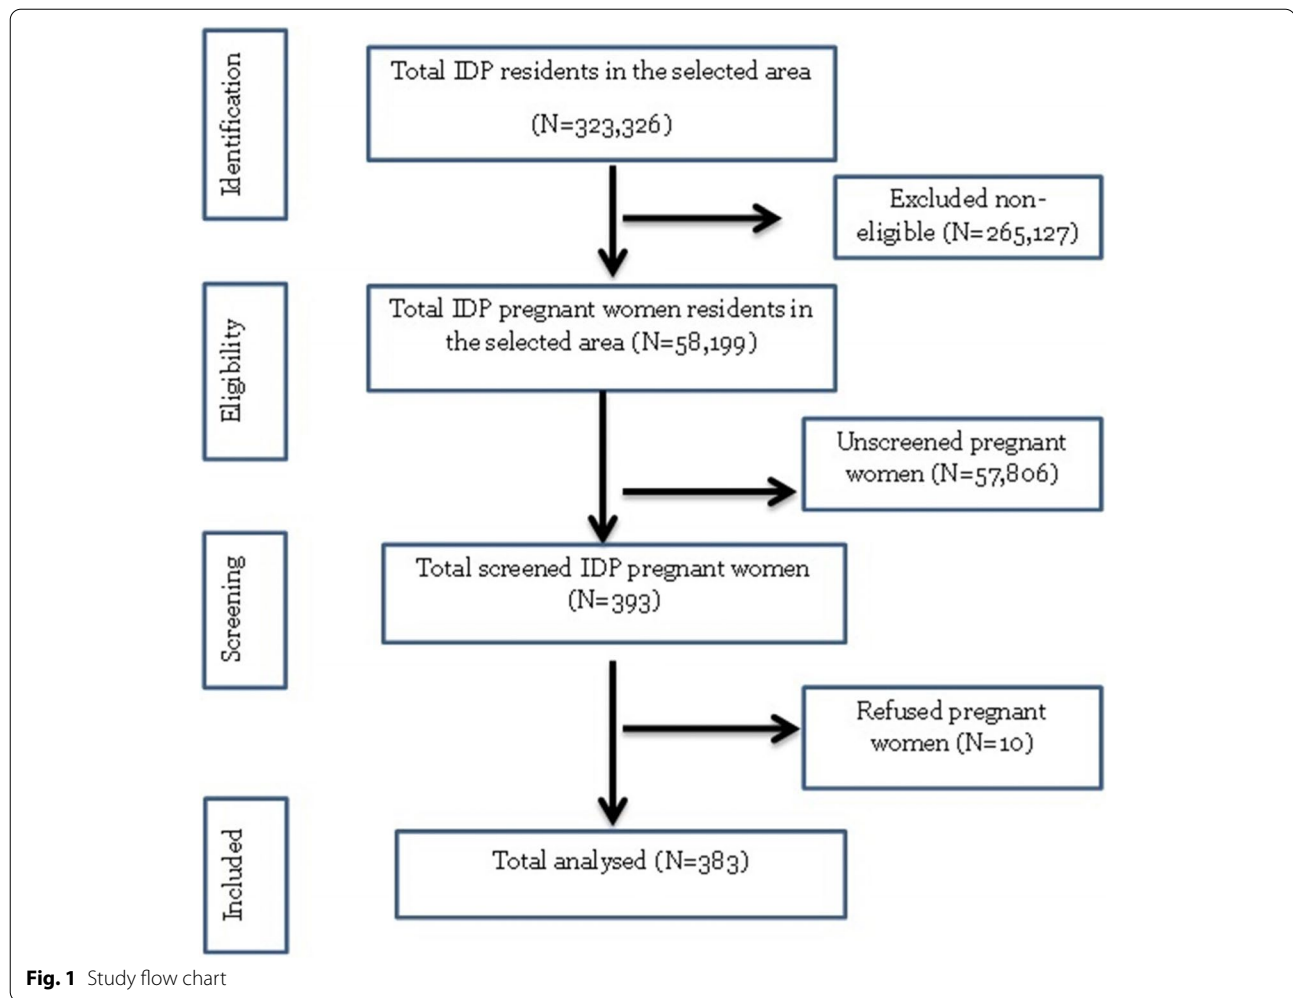 Identification
Total IDP residents in the selected area
(N=323,326)
Excluded non-
eligible (N=265,127)
Eligibility
Total IDP pregnant women residents in
the selected area (N=58,199)
Unscreened pregnant
women (N=57,806)
Screening
Total screened IDP pregnant women
(N=393)
Refused pregnant
women (N=10)
Included
Total analysed (N=383)
Fig. 1 Study flow chart